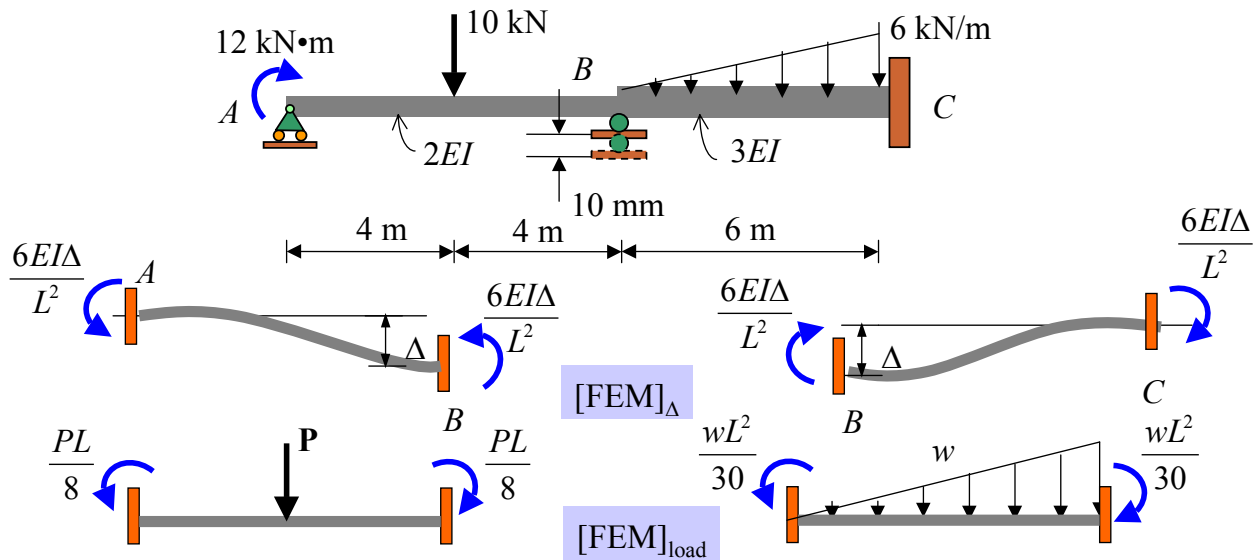 10 kN
12 kN•m
6 kN/m
B
A
C
2EI
3EI
10 mm
4 m
4 m
6 m
6EIΔ
L²
A
6EIΔ
L²
Δ
B
6EIΔ
L²
Δ
B
6EIΔ
L²
C
[FEM]Δ
PL
8
P
PL
8
wL²
30
w
wL²
30
[FEM]load